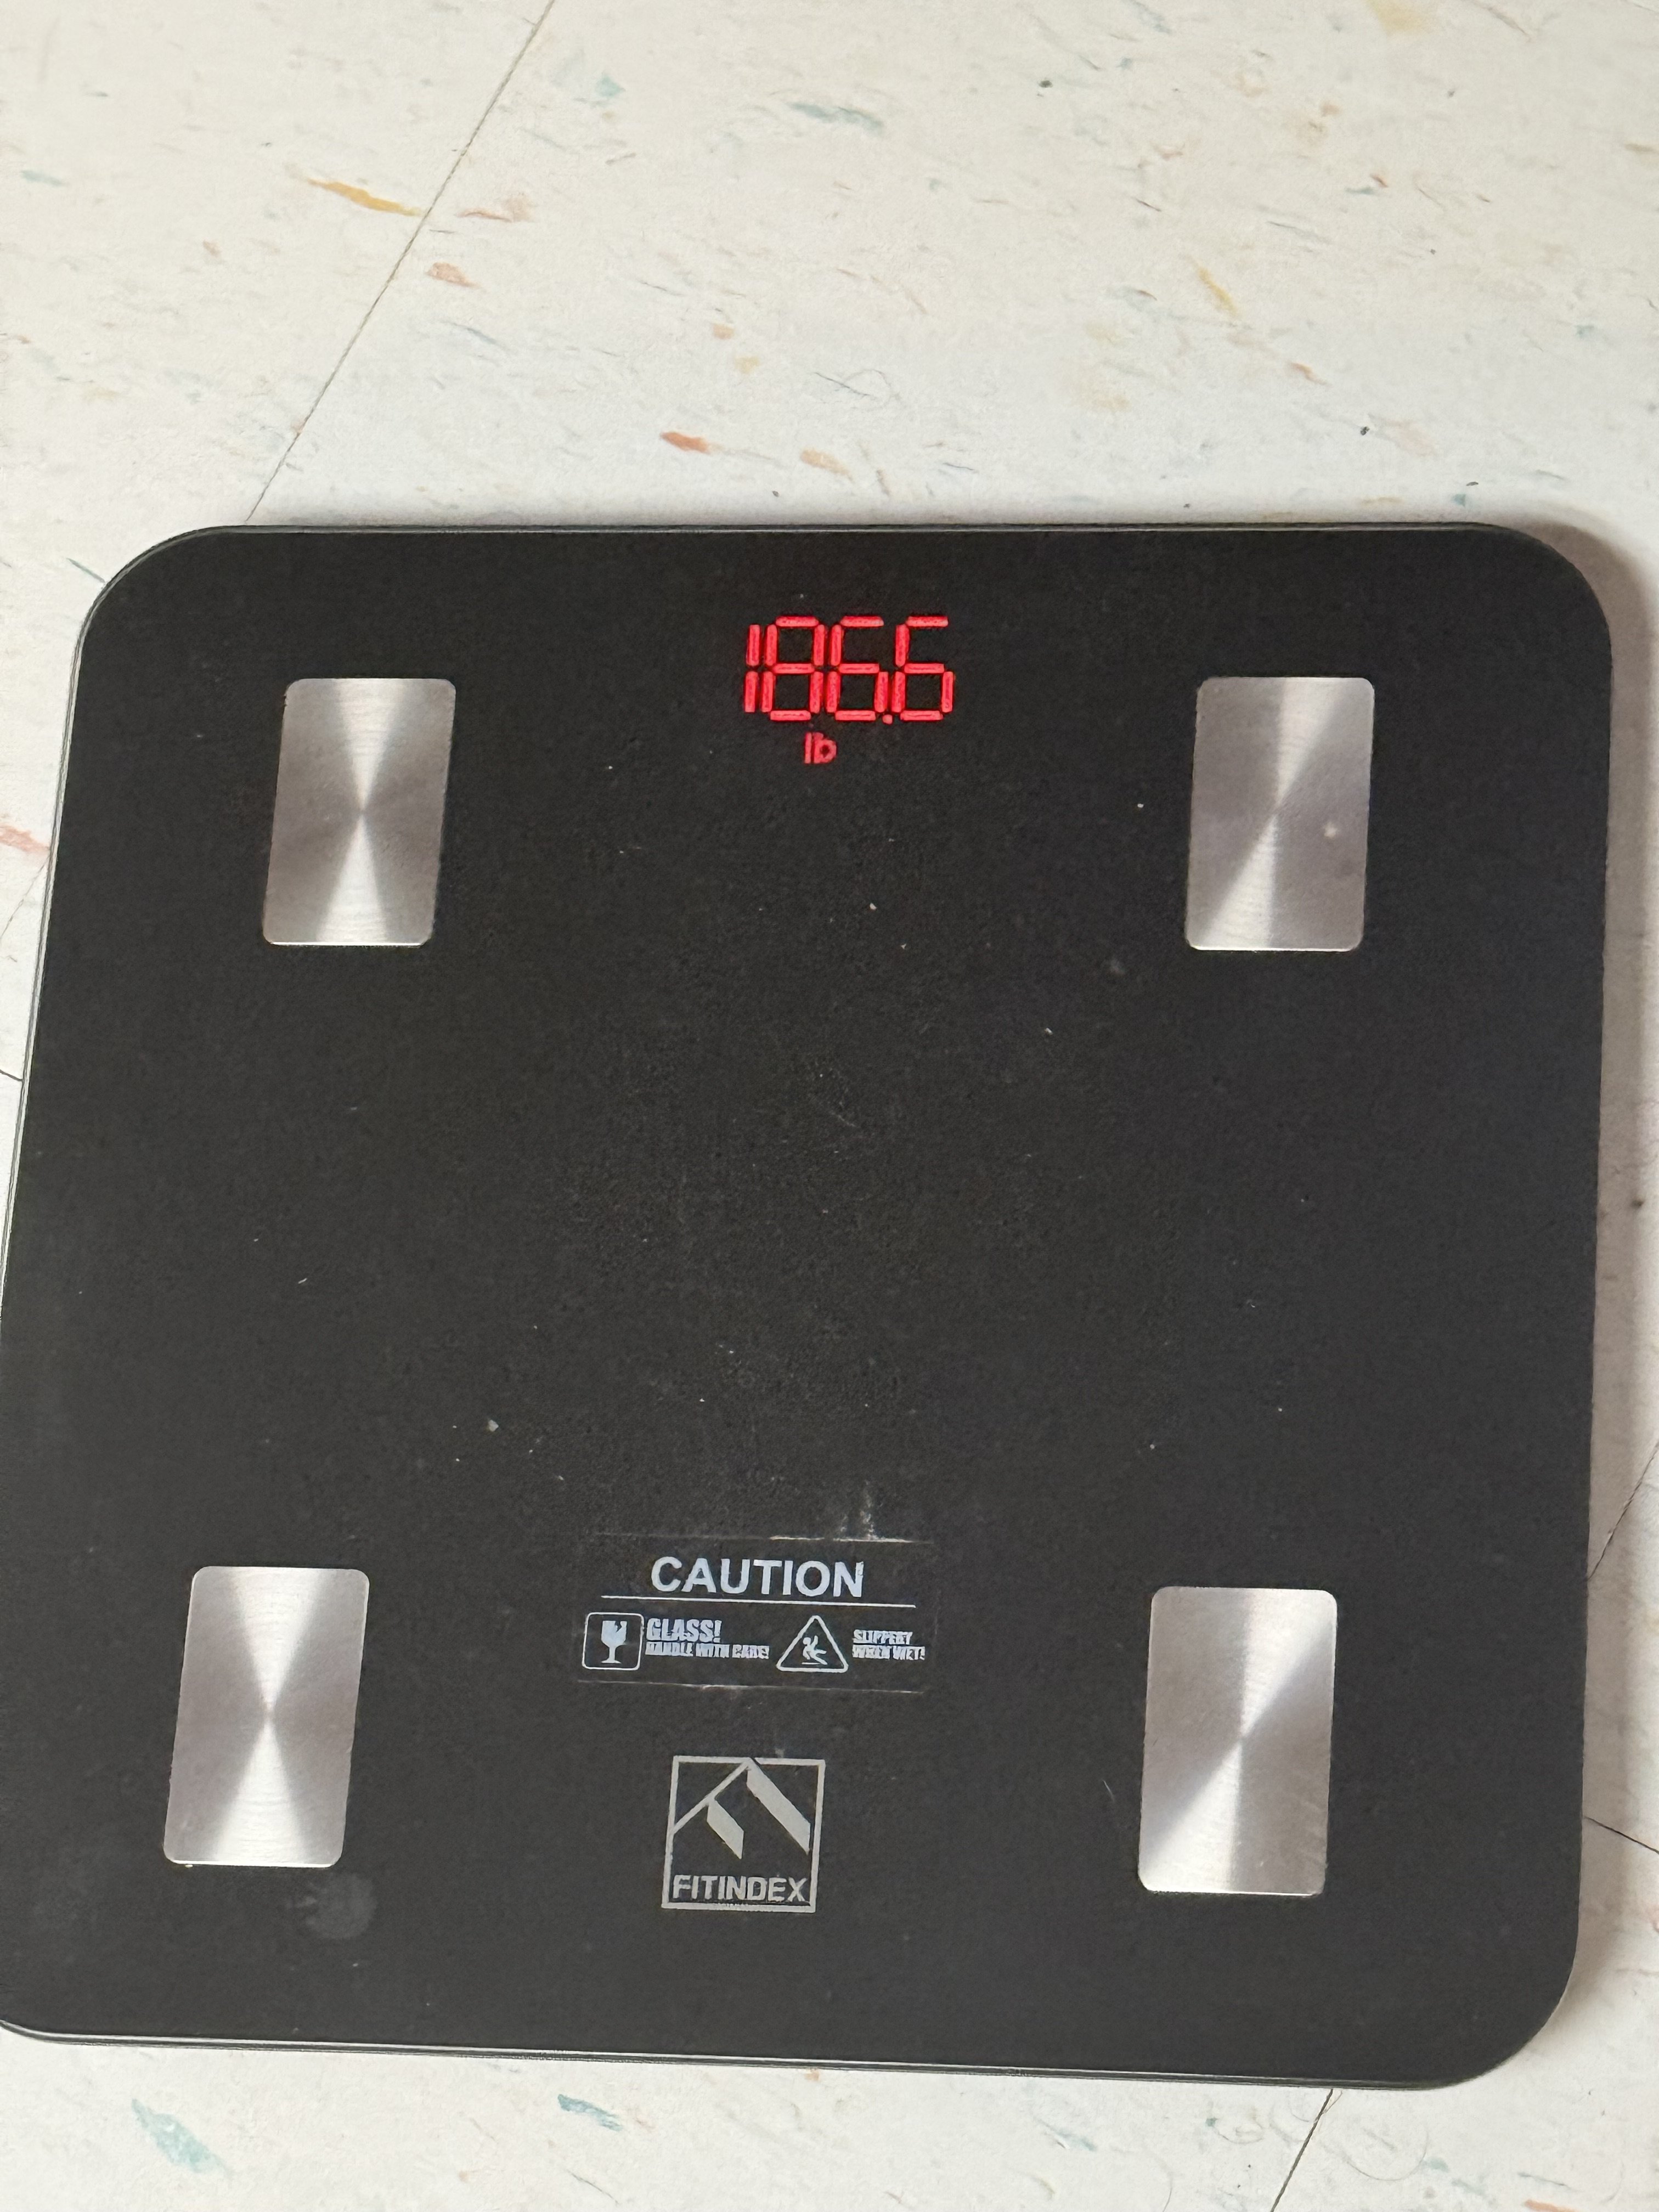 186.6
lb
CAUTION
GLASS!
HANDLE WITH CARE!
SLIPPERY
WHEN WET!
FITINDEX